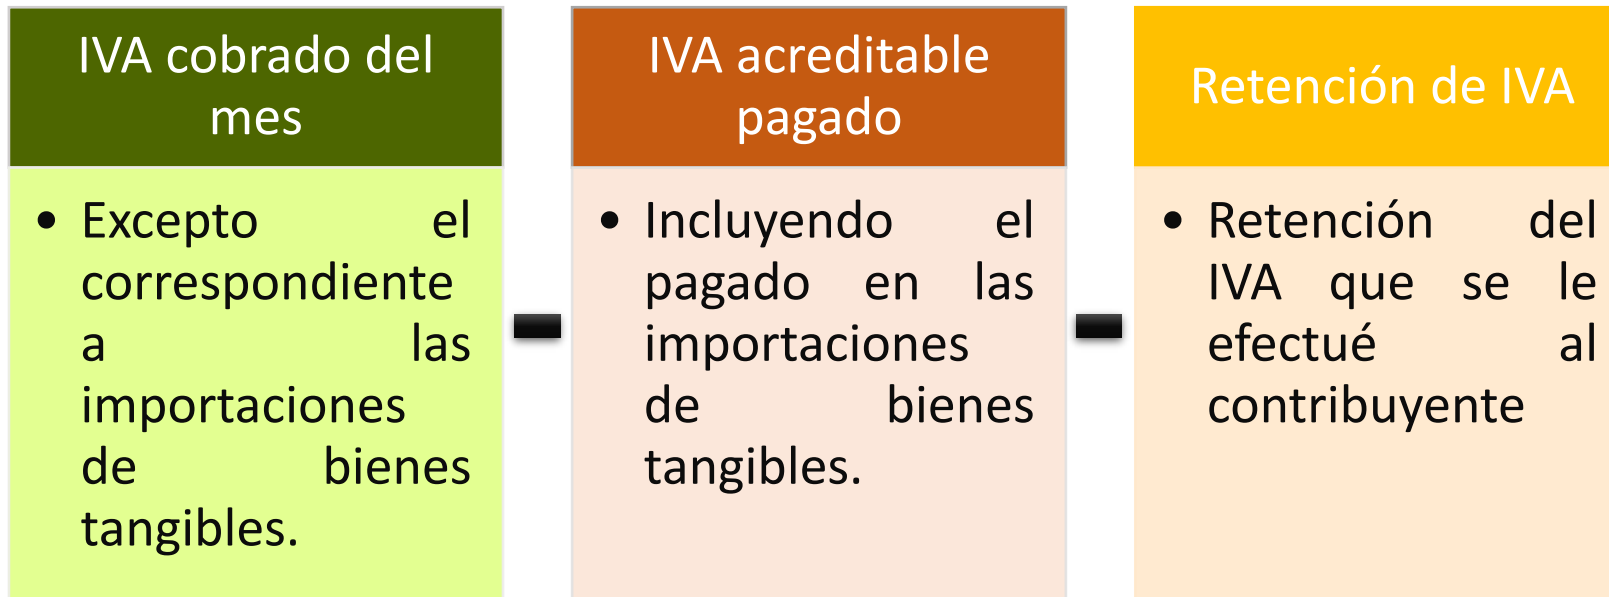 IVA cobrado del
mes
• Excepto el
correspondiente
a las
importaciones
de bienes
tangibles.
IVA acreditable
pagado
• Incluyendo el
pagado en las
importaciones
de bienes
tangibles.
Retención de IVA
• Retención del
IVA que se le
efectué al
contribuyente